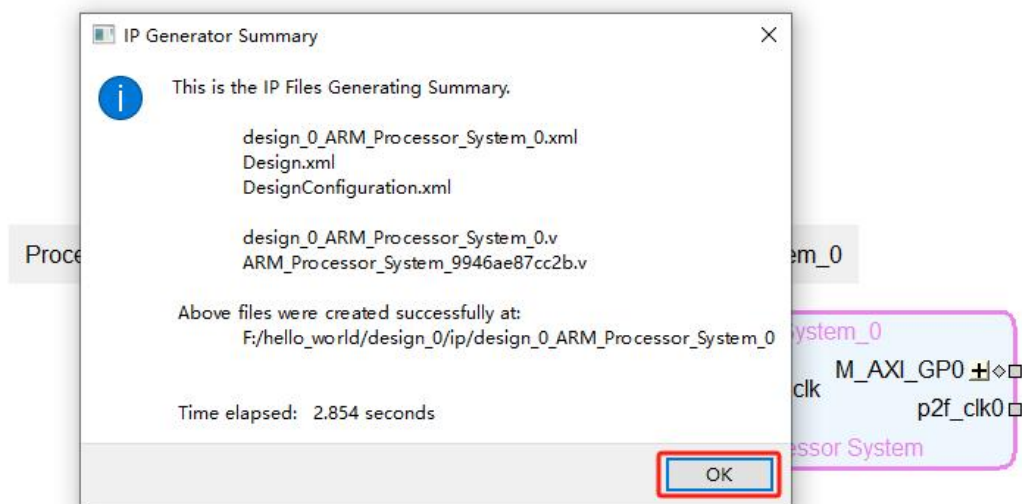 IP Generator Summary
This is the IP Files Generating Summary.
design_0_ARM_Processor_System_0.xml
Design.xml
DesignConfiguration.xml
design_0_ARM_Processor_System_0.v
ARM_Processor_System_9946ae87cc2b.v
Above files were created successfully at:
F:/hello_world/design_0/ip/design_0_ARM_Processor_System_0
Time elapsed: 2.854 seconds
OK
Proce
em_0
ystem_0
M_AXI_GP0
clk
p2f_clk0
essor System